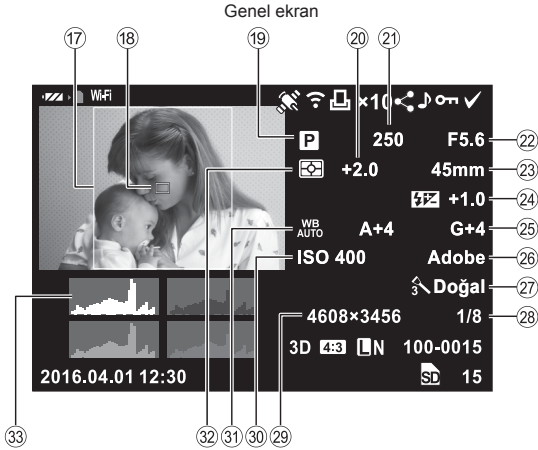 Genel ekran
17 18 19 20 21
Wi-Fi ×10
P 250 F5.6 22
+2.0 45mm 23
+1.0 24
WB AUTO A+4 G+4 25
ISO 400 Adobe 26
3 Doğal 27
4608×3456 1/8 28
3D 4:3 L N 100-0015
2016.04.01 12:30 SD 15
33 32 31 30 29